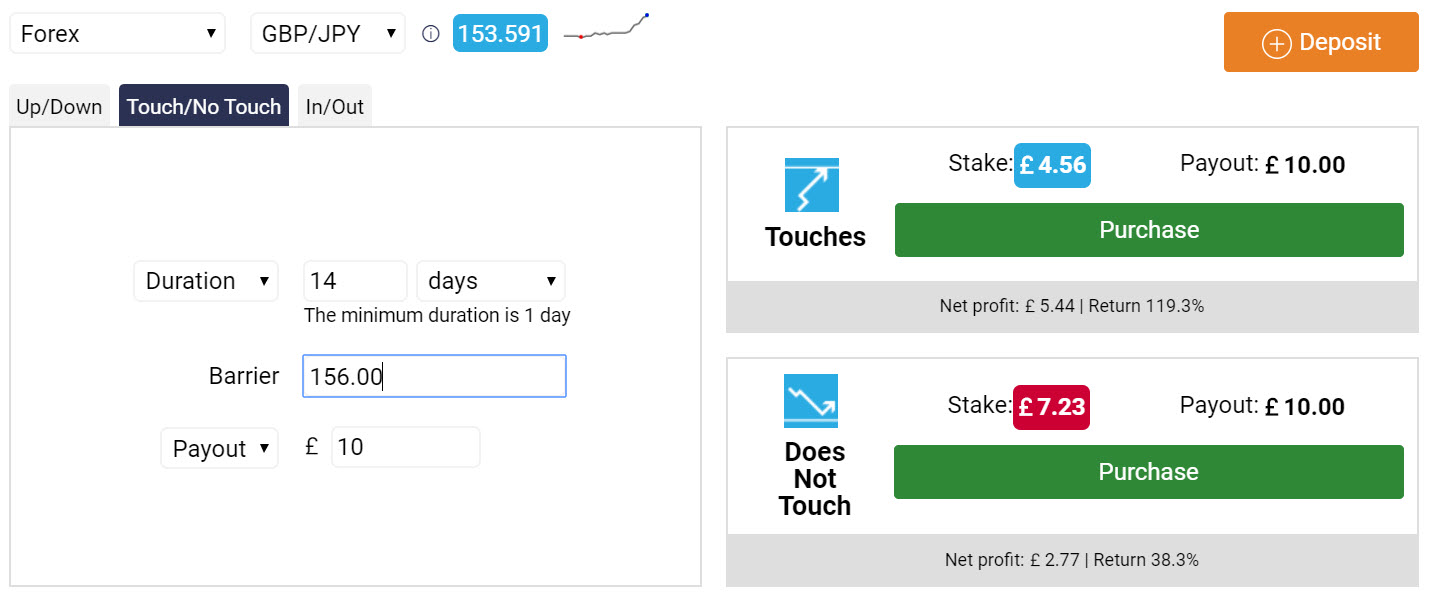 Forex GBP/JPY 153.591 Deposit
Up/Down Touch/No Touch In/Out
Duration 14 days
The minimum duration is 1 day
Barrier 156.00
Payout £ 10
Stake: £ 4.56 Payout: £ 10.00
Touches
Purchase
Net profit: £ 5.44 | Return 119.3%
Stake: £ 7.23 Payout: £ 10.00
Does
Not
Touch
Purchase
Net profit: £ 2.77 | Return 38.3%